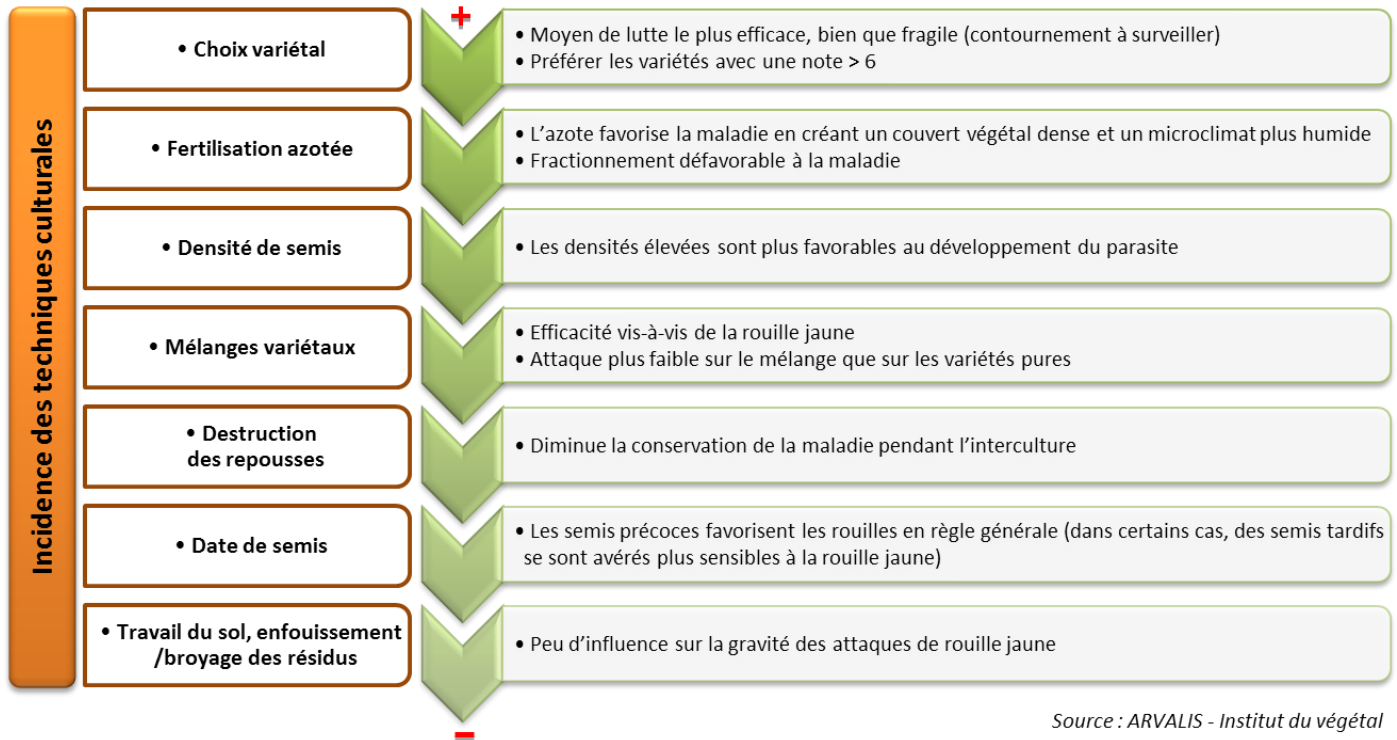 Incidence des techniques culturales
+
• Choix variétal
• Moyen de lutte le plus efficace, bien que fragile (contournement à surveiller)
• Préférer les variétés avec une note > 6
• Fertilisation azotée
• L’azote favorise la maladie en créant un couvert végétal dense et un microclimat plus humide
• Fractionnement défavorable à la maladie
• Densité de semis
• Les densités élevées sont plus favorables au développement du parasite
• Mélanges variétaux
• Efficacité vis-à-vis de la rouille jaune
• Attaque plus faible sur le mélange que sur les variétés pures
• Destruction
des repousses
• Diminue la conservation de la maladie pendant l’interculture
• Date de semis
• Les semis précoces favorisent les rouilles en règle générale (dans certains cas, des semis tardifs
se sont avérés plus sensibles à la rouille jaune)
• Travail du sol, enfouissement
/broyage des résidus
• Peu d’influence sur la gravité des attaques de rouille jaune
–
Source : ARVALIS - Institut du végétal